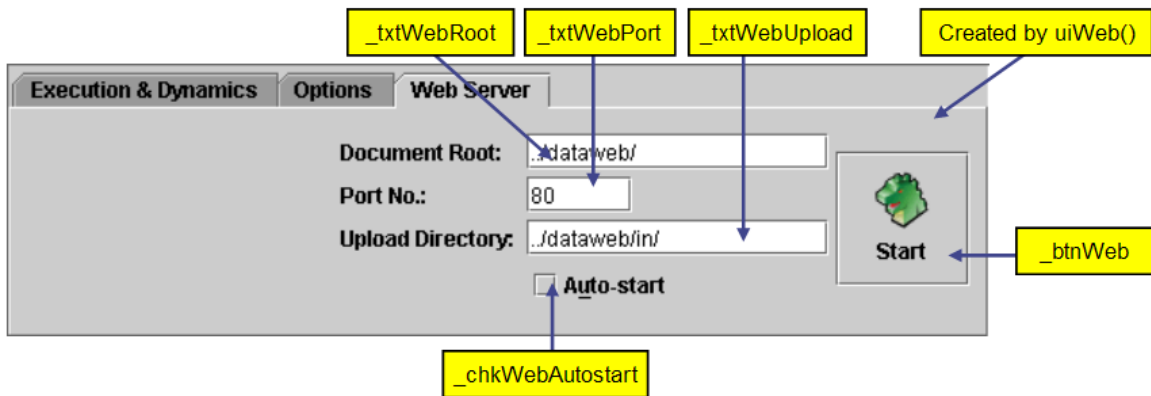 _txtWebRoot _txtWebPort _txtWebUpload Created by uiWeb()
Execution & Dynamics Options Web Server
Document Root: ../dataweb/
Port No.: 80
Upload Directory: ../dataweb/in/
Start
_btnWeb
Auto-start
_chkWebAutostart